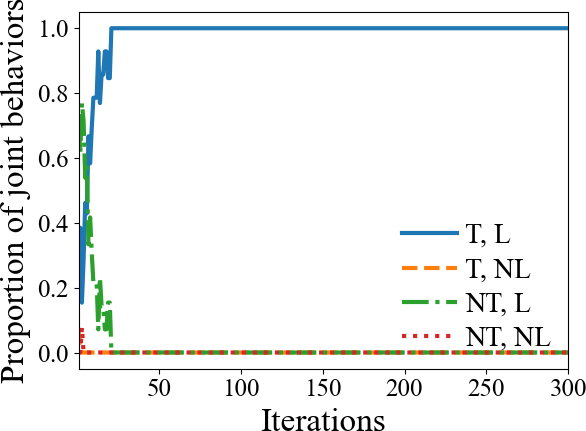 Proportion of joint behaviors
1.0
0.8
0.6
0.4
0.2
0.0
T, L
T, NL
NT, L
NT, NL
50 100 150 200 250 300
Iterations